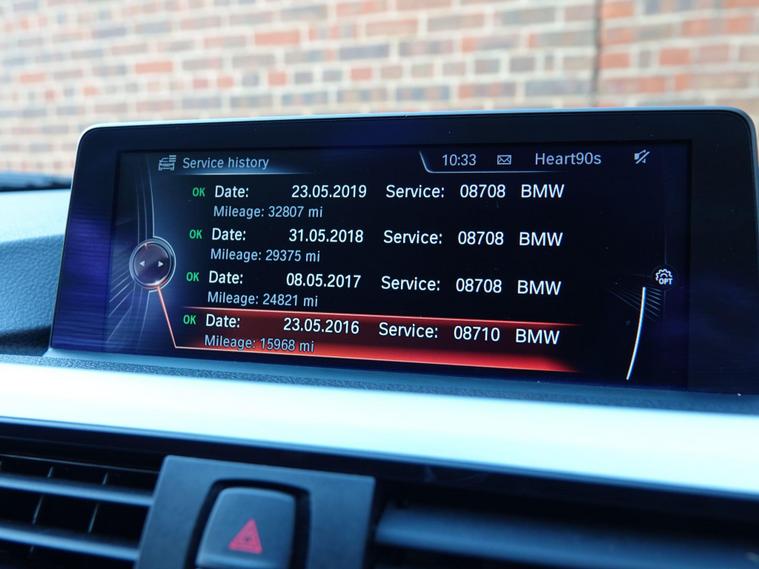 Service history 10:33 Heart90s
OK Date: 23.05.2019 Service: 08708 BMW
Mileage: 32807 mi
OK Date: 31.05.2018 Service: 08708 BMW
Mileage: 29375 mi
OK Date: 08.05.2017 Service: 08708 BMW
Mileage: 24821 mi
OPT
OK Date: 23.05.2016 Service: 08710 BMW
Mileage: 15968 mi